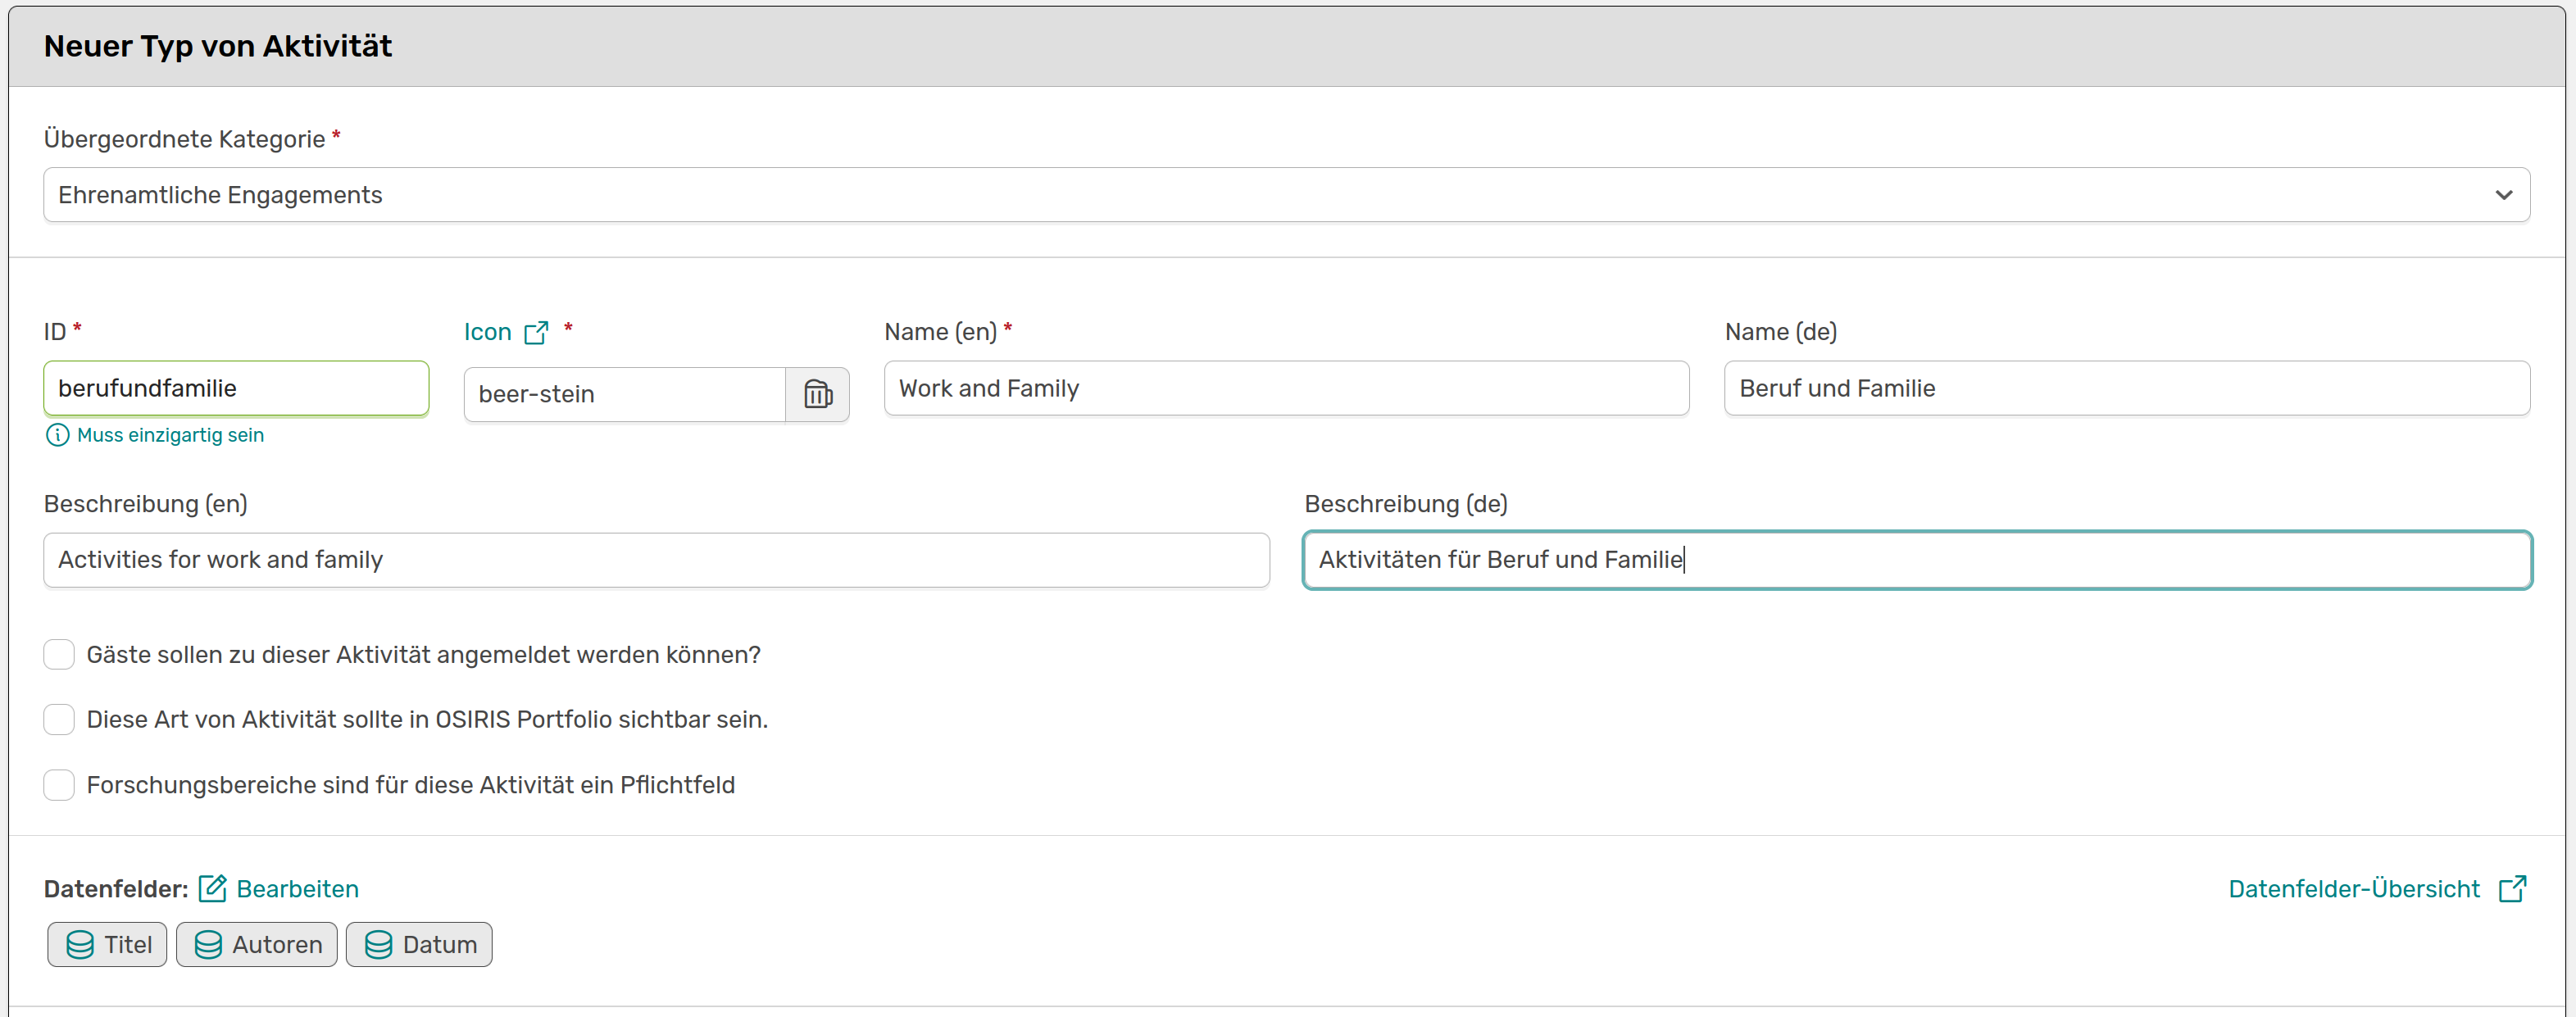 Neuer Typ von Aktivität
Übergeordnete Kategorie *
Ehrenamtliche Engagements
ID * Icon * Name (en) * Name (de)
berufundfamilie beer-stein Work and Family Beruf und Familie
Muss einzigartig sein
Beschreibung (en) Beschreibung (de)
Activities for work and family Aktivitäten für Beruf und Familie
Gäste sollen zu dieser Aktivität angemeldet werden können?
Diese Art von Aktivität sollte in OSIRIS Portfolio sichtbar sein.
Forschungsbereiche sind für diese Aktivität ein Pflichtfeld
Datenfelder: Bearbeiten Datenfelder-Übersicht
Titel Autoren Datum